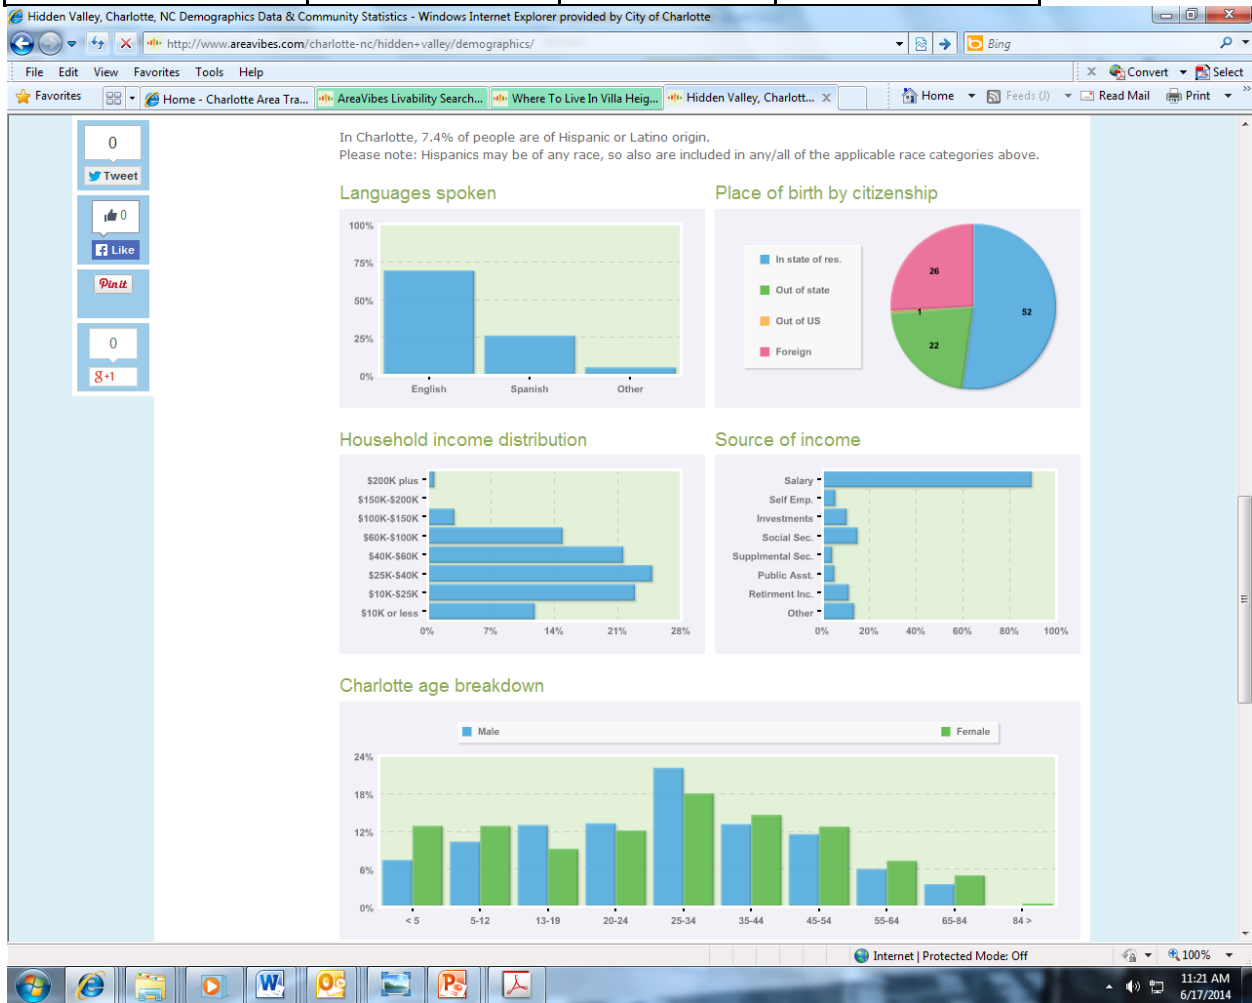 Hidden Valley, Charlotte, NC Demographics Data & Community Statistics - Windows Internet Explorer provided by City of Charlotte
http://www.areavibes.com/charlotte-nc/hidden+valley/demographics/
Bing
File Edit View Favorites Tools Help
X Convert Select
Favorites Home - Charlotte Area Tra... AreaVibes Livability Search... Where To Live In Villa Heig... Hidden Valley, Charlott... X Home Feeds (J) Read Mail Print
0
Tweet
0
Like
Pinit
0
g+1
In Charlotte, 7.4% of people are of Hispanic or Latino origin.
Please note: Hispanics may be of any race, so also are included in any/all of the applicable race categories above.
Languages spoken
100%
75%
50%
25%
0%
English Spanish Other
Place of birth by citizenship
In state of res.
Out of state
Out of US
Foreign
26
1
52
22
Household income distribution
$200K plus
$150K-$200K
$100K-$150K
$60K-$100K
$40K-$60K
$25K-$40K
$10K-$25K
$10K or less
0% 7% 14% 21% 28%
Source of income
Salary
Self Emp.
Investments
Social Sec.
Supplmental Sec.
Public Asst.
Retirment Inc.
Other
0% 20% 40% 60% 80% 100%
Charlotte age breakdown
Male Female
24%
18%
12%
6%
0%
< 5 5-12 13-19 20-24 25-34 35-44 45-54 55-64 65-84 84 >
Internet | Protected Mode: Off 100%
11:21 AM
6/17/2014